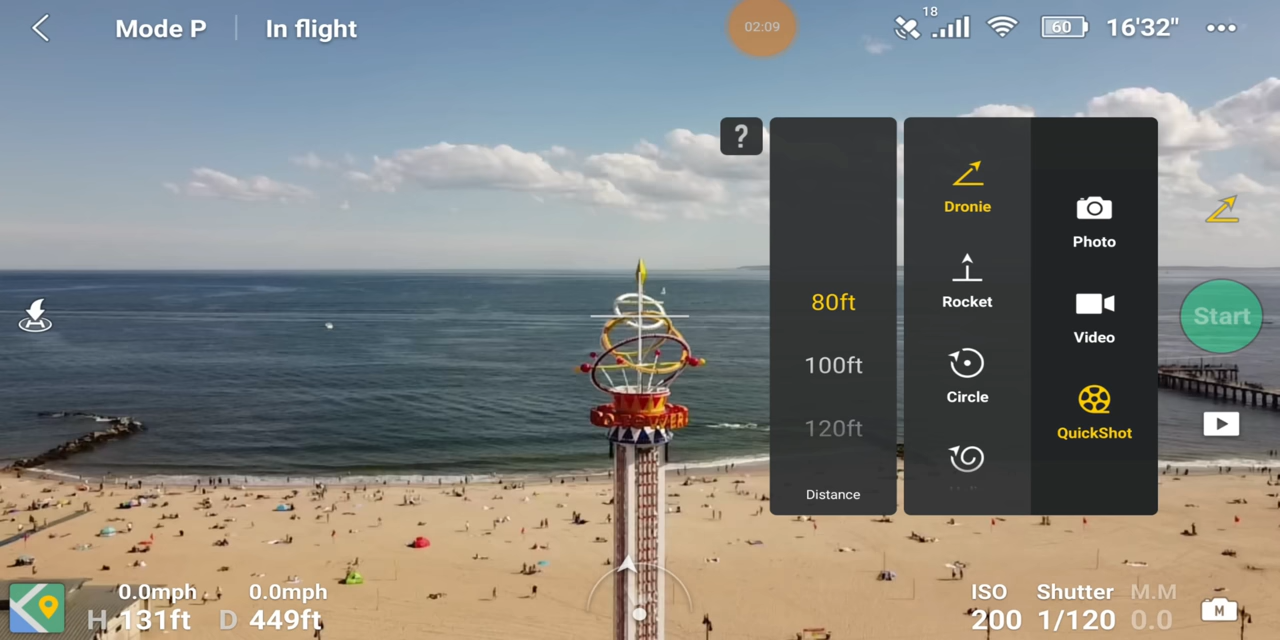 Mode P
In flight
02:09
18
60
16'32"
?
80ft
100ft
120ft
Distance
Dronie
Rocket
Circle
Photo
Video
QuickShot
Start
0.0mph 0.0mph
H 131ft D 449ft
ISO Shutter M.M
200 1/120 0.0
M